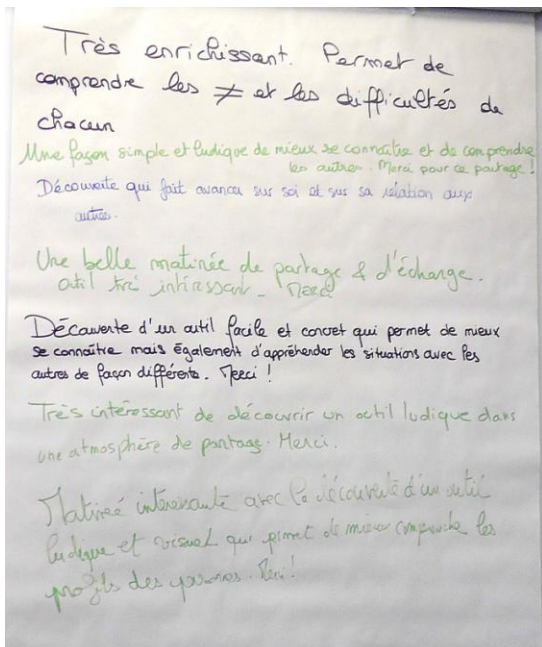 Très enrichissant. Permet de
comprendre les ≠ et les difficultés de
chacun
Une façon simple et ludique de mieux se connaître et de comprendre
les autres. Merci pour ce partage !
Découverte qui fait avancer sur soi et sur sa relation aux
autres.
Une belle matinée de partage & d'échange.
outil très intéressant _ Merci
Découverte d'un outil facile et concret qui permet de mieux
se connaître mais également d'appréhender les situations avec les
autres de façon différente. Merci !
Très intéressant de découvrir un outil ludique dans
une atmosphère de partage. Merci.
Matinée intéressante avec la découverte d'un outil
ludique et visuel qui permet de mieux comprendre les
profils des personnes. Merci !